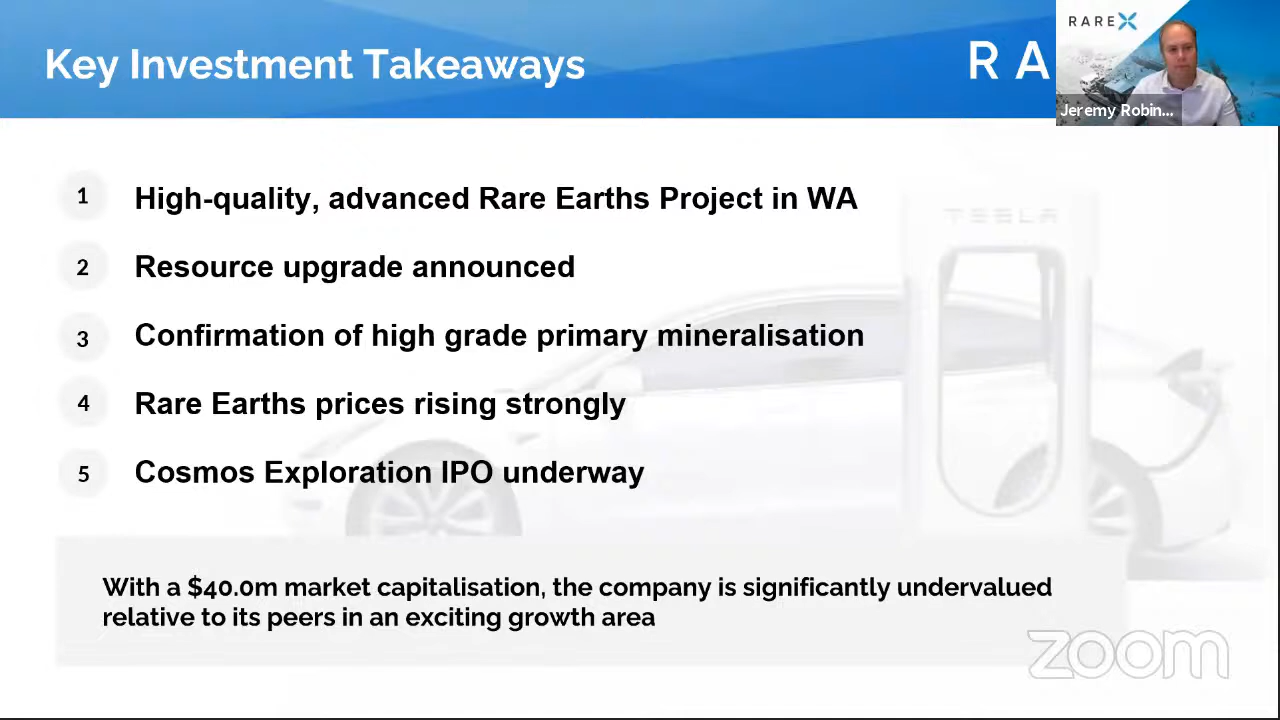 Key Investment Takeaways
R A
RAREX
Jeremy Robin...
1 High-quality, advanced Rare Earths Project in WA
TESLA
2 Resource upgrade announced
3 Confirmation of high grade primary mineralisation
4 Rare Earths prices rising strongly
5 Cosmos Exploration IPO underway
With a $40.0m market capitalisation, the company is significantly undervalued
relative to its peers in an exciting growth area
zoom